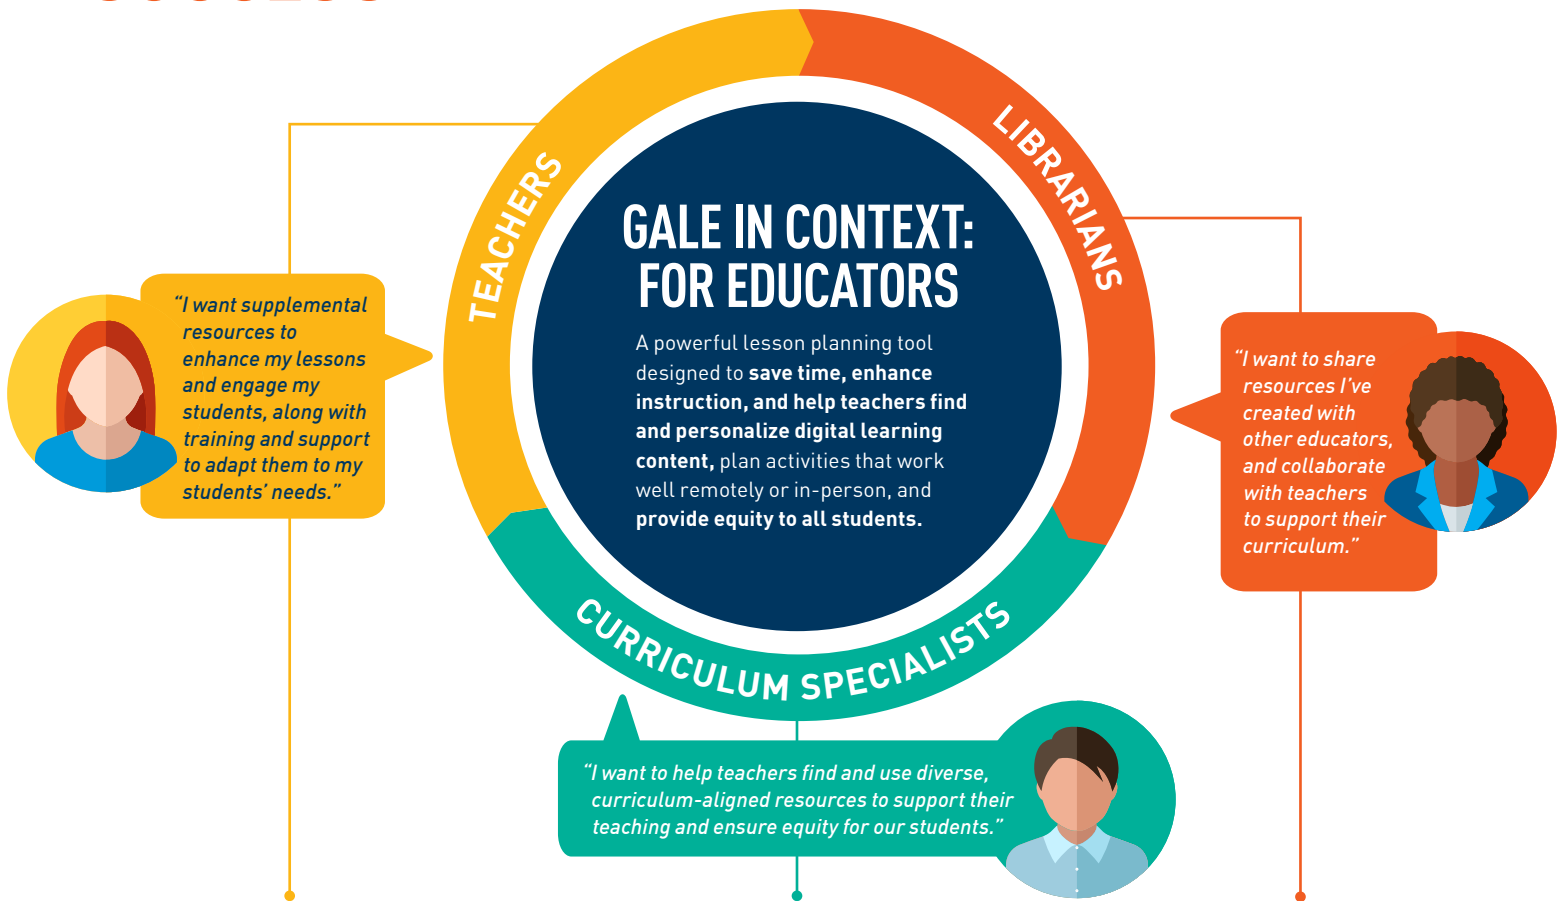 TEACHERS
LIBRARIANS
GALE IN CONTEXT:
FOR EDUCATORS
A powerful lesson planning tool
designed to save time, enhance
instruction, and help teachers find
and personalize digital learning
content, plan activities that work
well remotely or in-person, and
provide equity to all students.
“I want supplemental
resources to
enhance my lessons
and engage my
students, along with
training and support
to adapt them to my
students’ needs.”
“I want to share
resources I’ve
created with
other educators,
and collaborate
with teachers
to support their
curriculum.”
CURRICULUM SPECIALISTS
“I want to help teachers find and use diverse,
curriculum-aligned resources to support their
teaching and ensure equity for our students.”